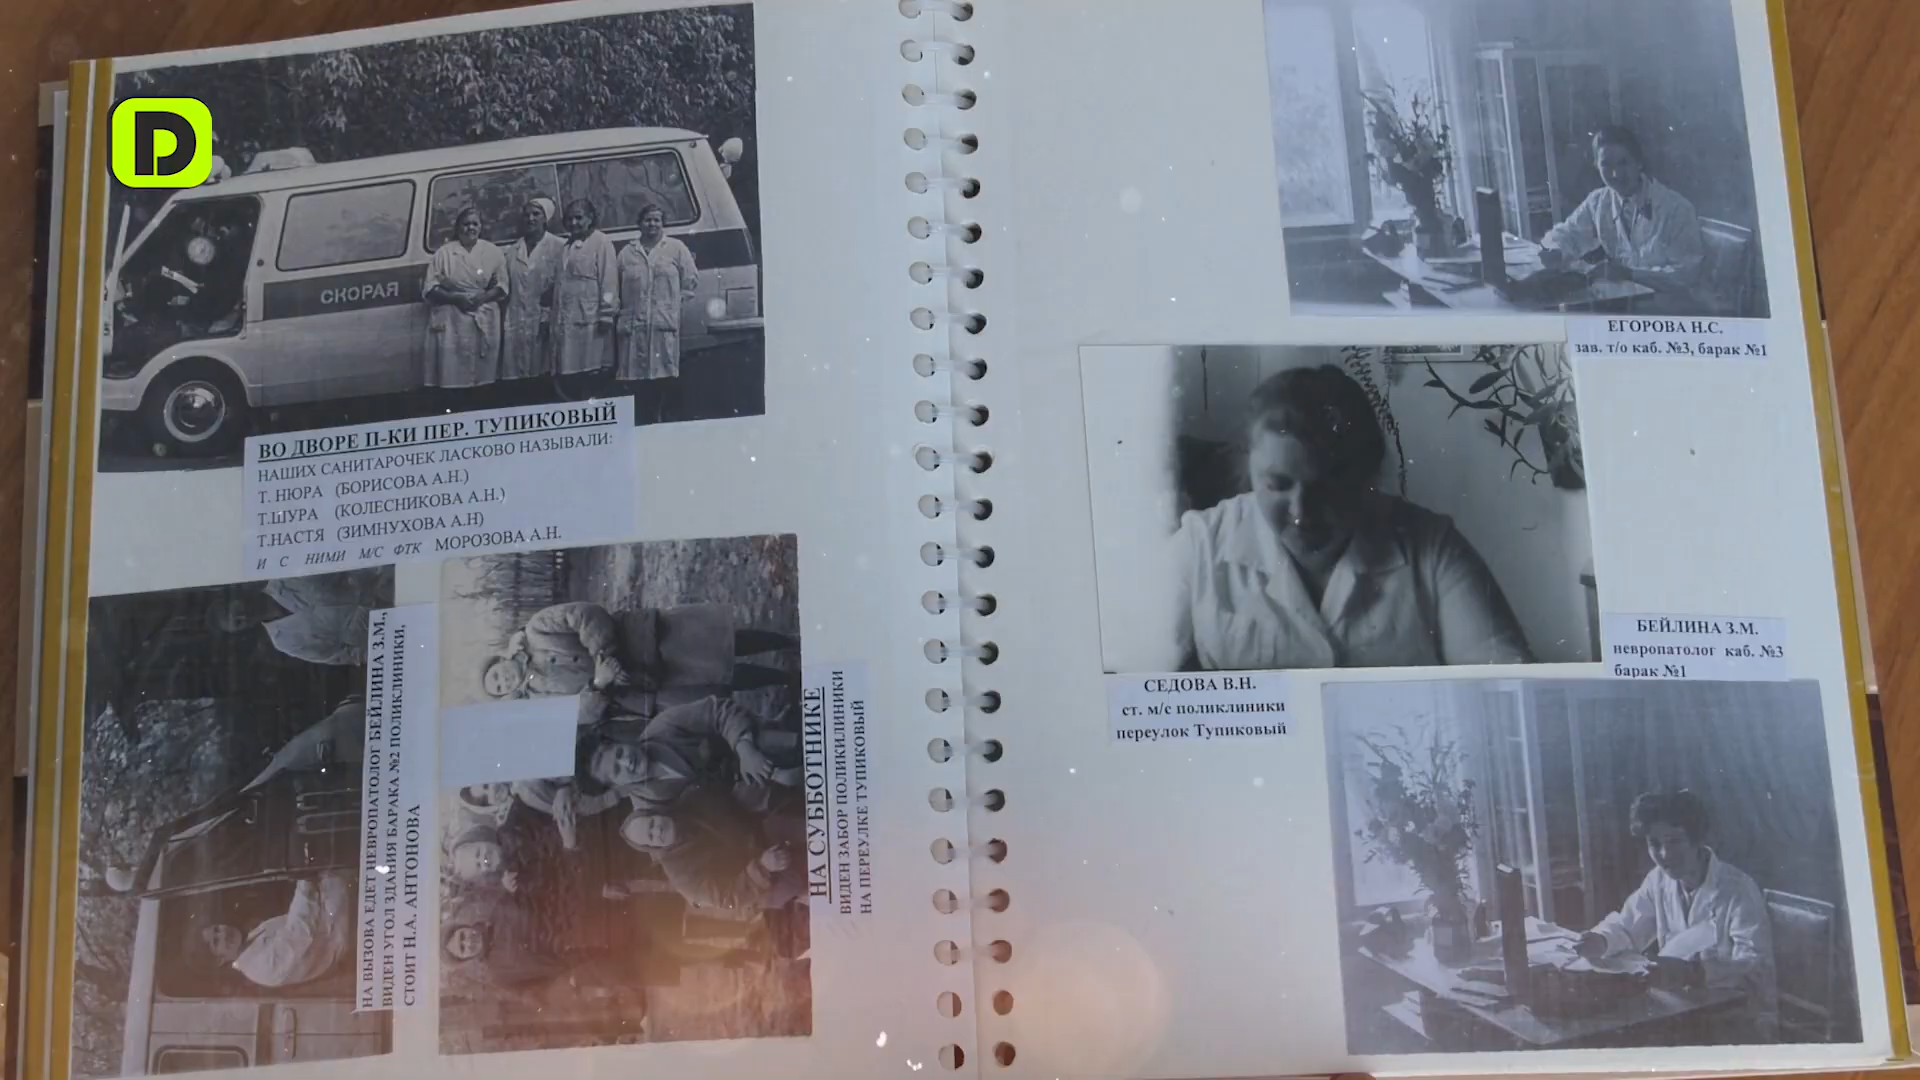 D
СКОРАЯ
ВО ДВОРЕ П-КИ ПЕР. ТУПИКОВЫЙ
НАШИХ САНИТАРОЧЕК ЛАСКОВО НАЗЫВАЛИ:
Т. НЮРА (БОРИСОВА А.Н.)
Т.ШУРА (КОЛЕСНИКОВА А.Н.)
Т.НАСТЯ (ЗИМНУХОВА А.Н)
И С НИМИ М/С ФТК МОРОЗОВА А.Н.
НА ВЫЗОВА ЕДЕТ НЕВРОПАТОЛОГ БЕЙЛИНА З.М.,
ВИДЕН УГОЛ ЗДАНИЯ БАРАКА №2 ПОЛИКЛИНИКИ,
СТОИТ Н.А. АНТОНОВА
НА СУББОТНИКЕ
ВИДЕН ЗАБОР ПОЛИКИЛИНИКИ
НА ПЕРЕУЛКЕ ТУПИКОВЫЙ
ЕГОРОВА Н.С.
зав. т/о каб. №3, барак №1
СЕДОВА В.Н.
ст. м/с поликлиники
переулок Тупиковый
БЕЙЛИНА З.М.
невропатолог каб. №3
барак №1